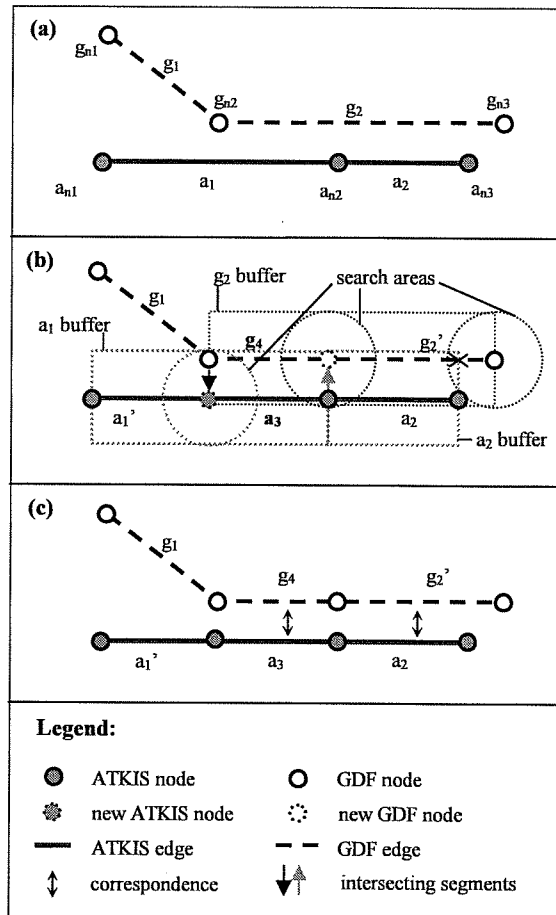 (a)
gn1
g1
gn2
g2
gn3
an1
a1
an2
a2
an3
(b)
g2 buffer
search areas
a1 buffer
g1
g4
g2'
a1'
a3
a2
a2 buffer
(c)
g1
g4
g2'
a1'
a3
a2
Legend:
ATKIS node
GDF node
new ATKIS node
new GDF node
ATKIS edge
GDF edge
correspondence
intersecting segments